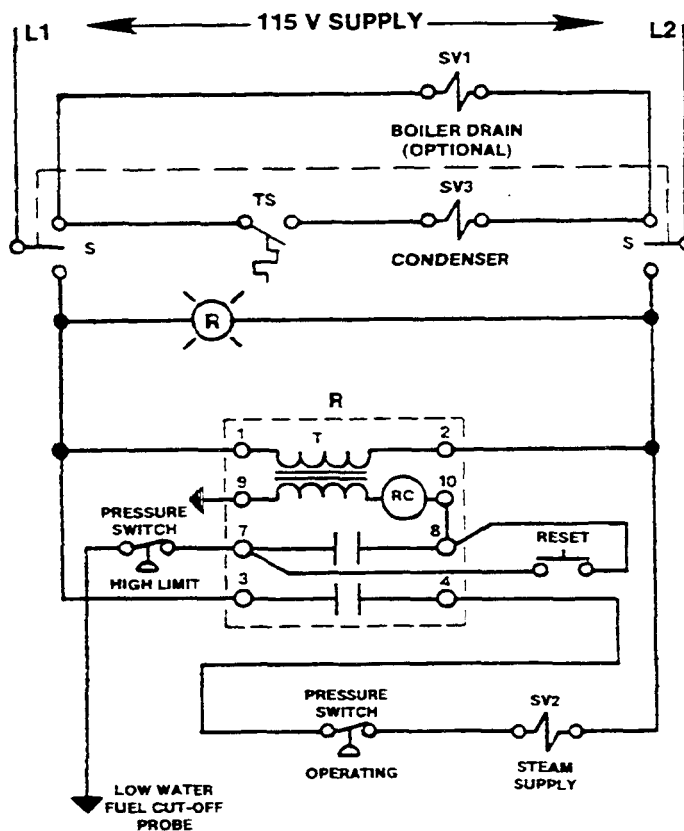 L1
115 V SUPPLY
L2
SV1
BOILER DRAIN
(OPTIONAL)
TS
SV3
S
CONDENSER
S
R
R
1
T
2
9
RC
10
PRESSURE
SWITCH
7
8
RESET
HIGH LIMIT
3
4
PRESSURE
SWITCH
SV2
OPERATING
STEAM
SUPPLY
LOW WATER
FUEL CUT-OFF
PROBE